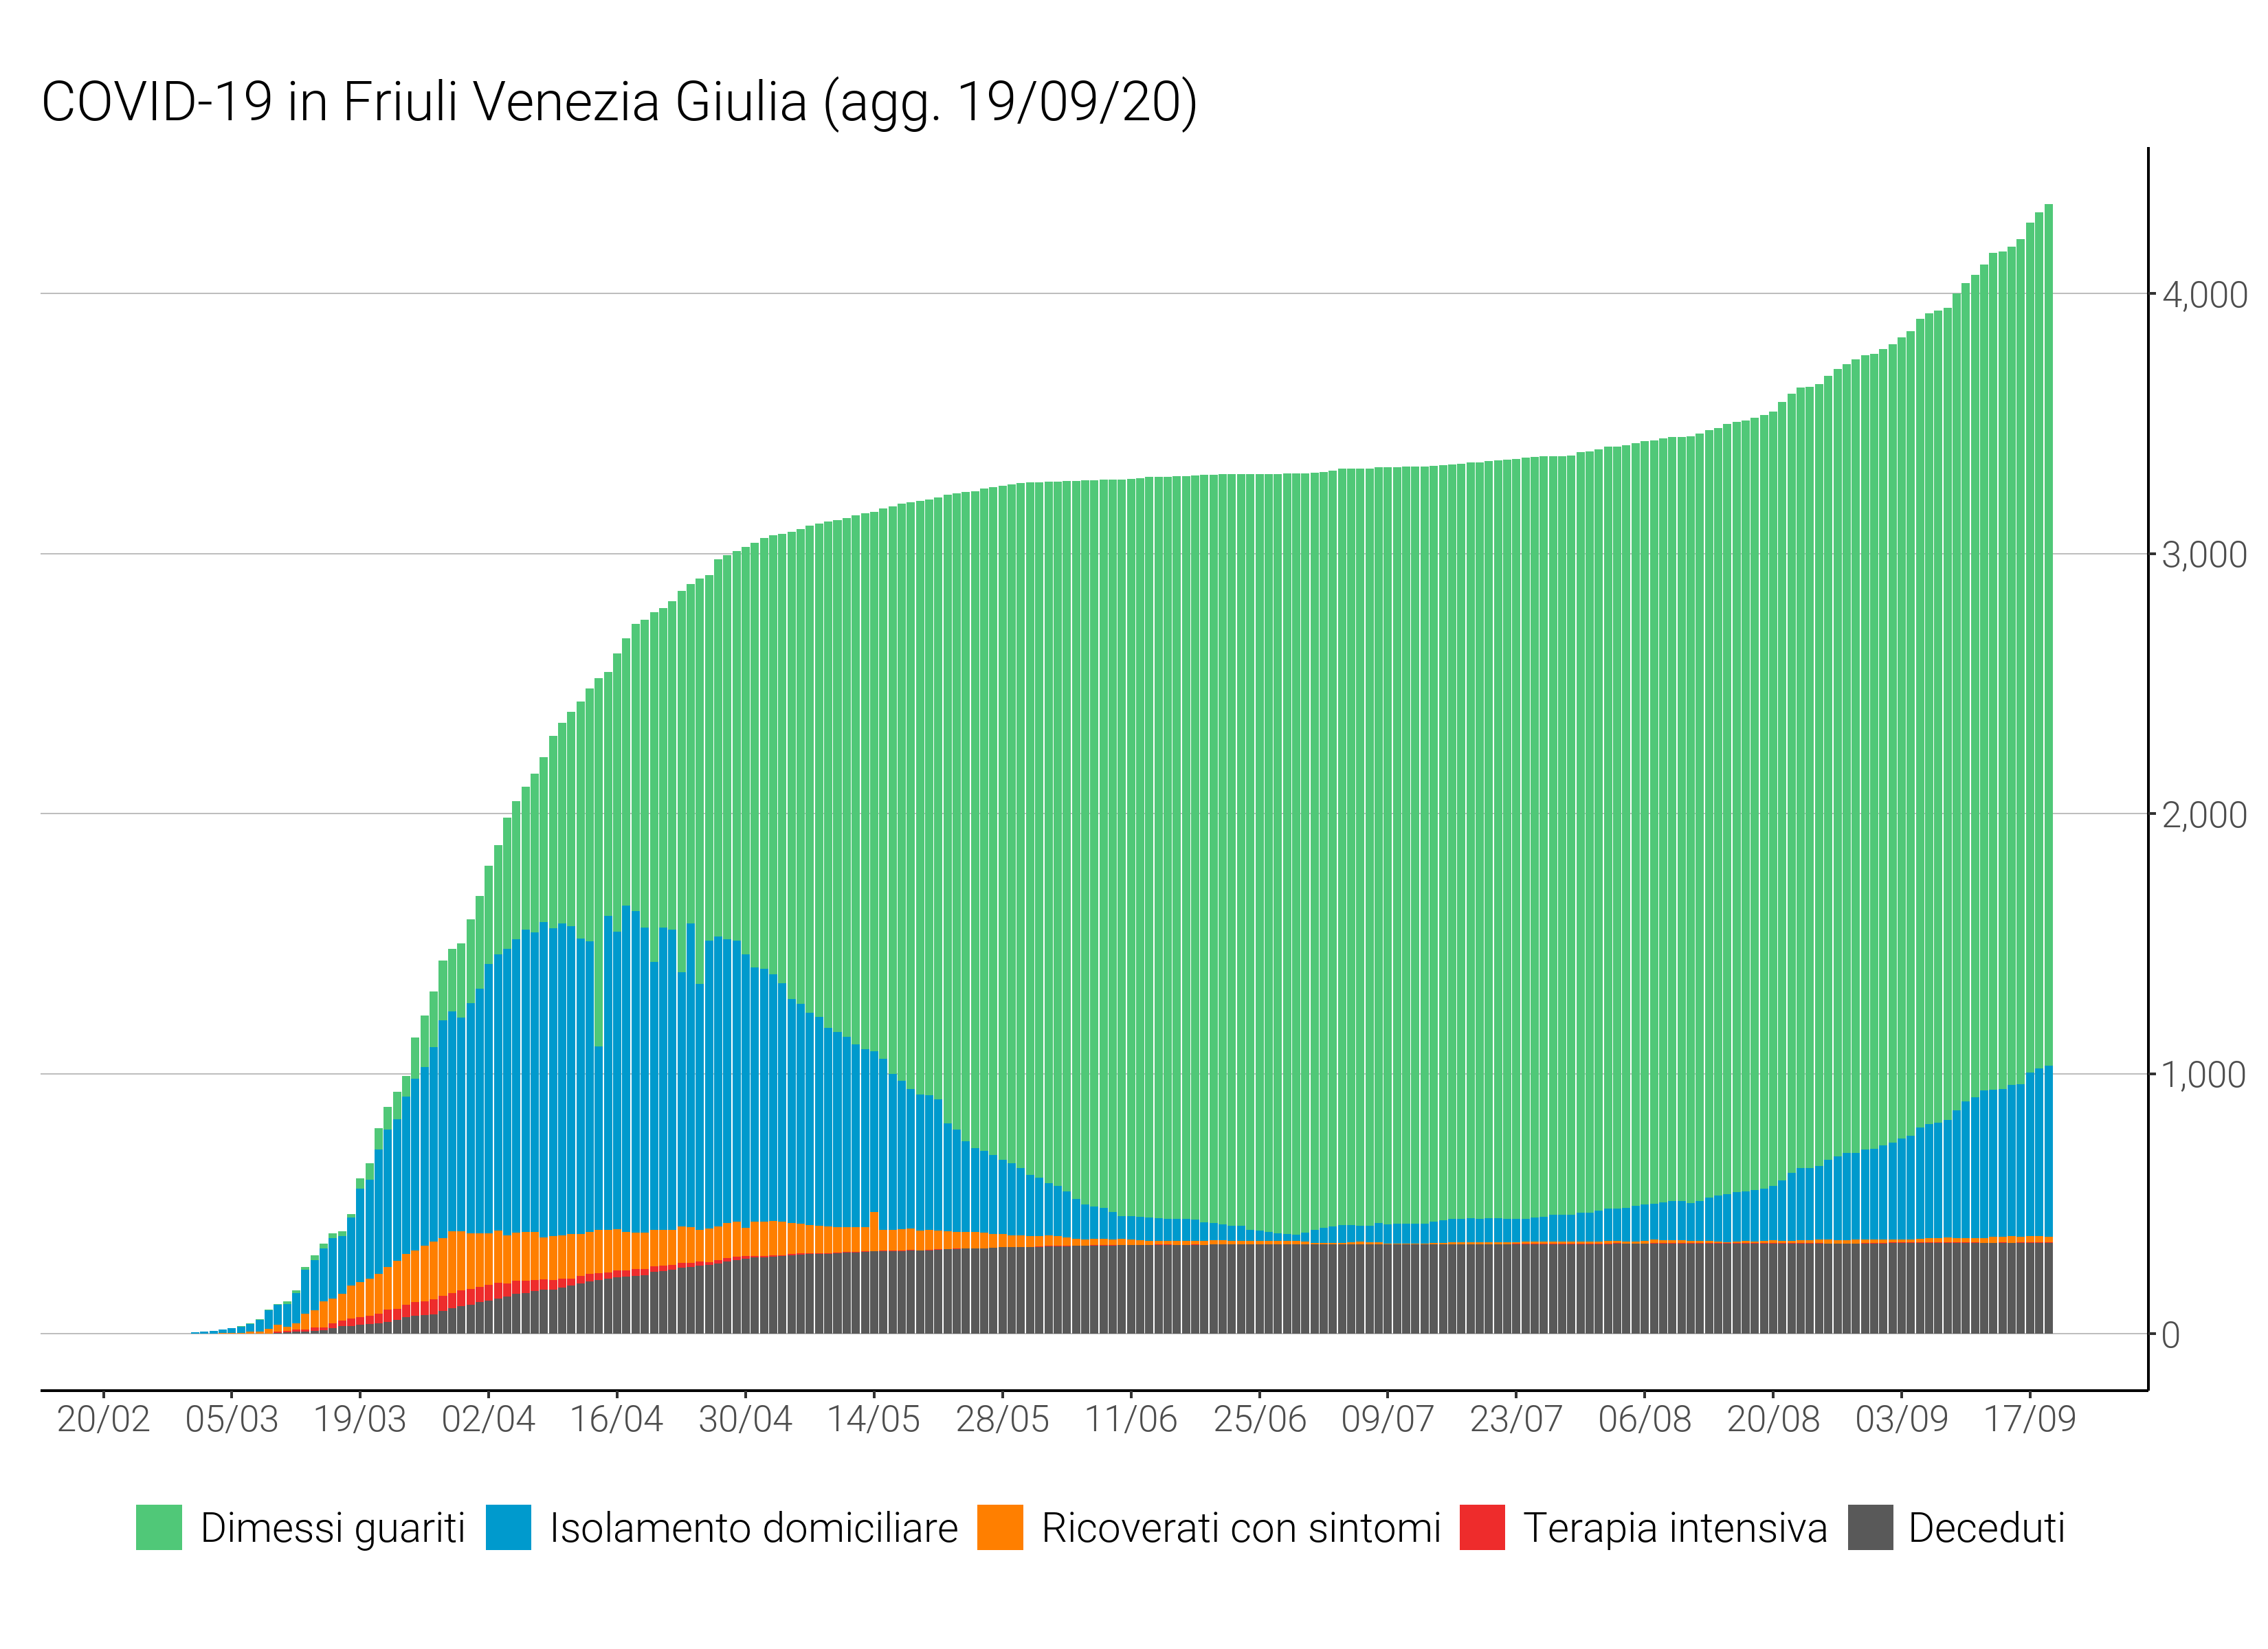 COVID-19 in Friuli Venezia Giulia (agg. 19/09/20)
4,000
3,000
2,000
1,000
0
20/02 05/03 19/03 02/04 16/04 30/04 14/05 28/05 11/06 25/06 09/07 23/07 06/08 20/08 03/09 17/09
Dimessi guariti Isolamento domiciliare Ricoverati con sintomi Terapia intensiva Deceduti